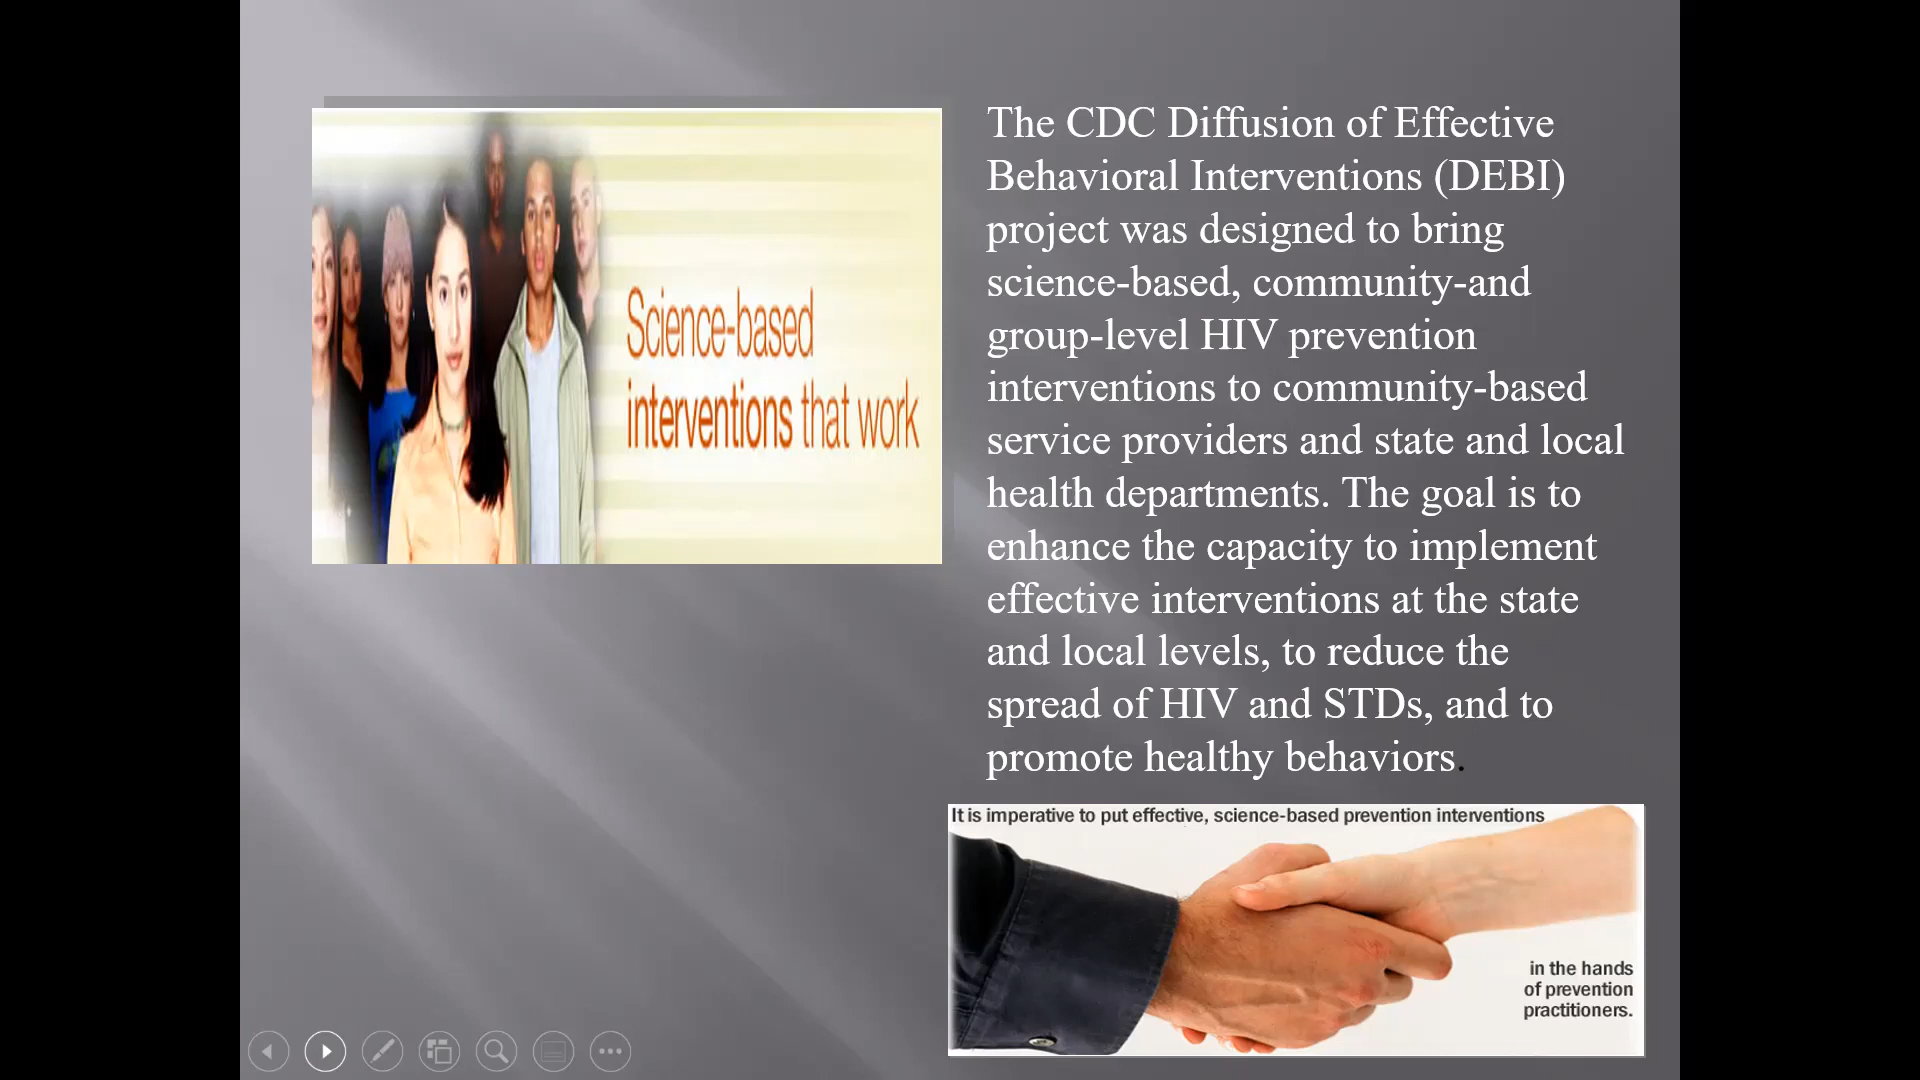 Science-based
interventions that work
The CDC Diffusion of Effective
Behavioral Interventions (DEBI)
project was designed to bring
science-based, community-and
group-level HIV prevention
interventions to community-based
service providers and state and local
health departments. The goal is to
enhance the capacity to implement
effective interventions at the state
and local levels, to reduce the
spread of HIV and STDs, and to
promote healthy behaviors.
It is imperative to put effective, science-based prevention interventions
in the hands
of prevention
practitioners.